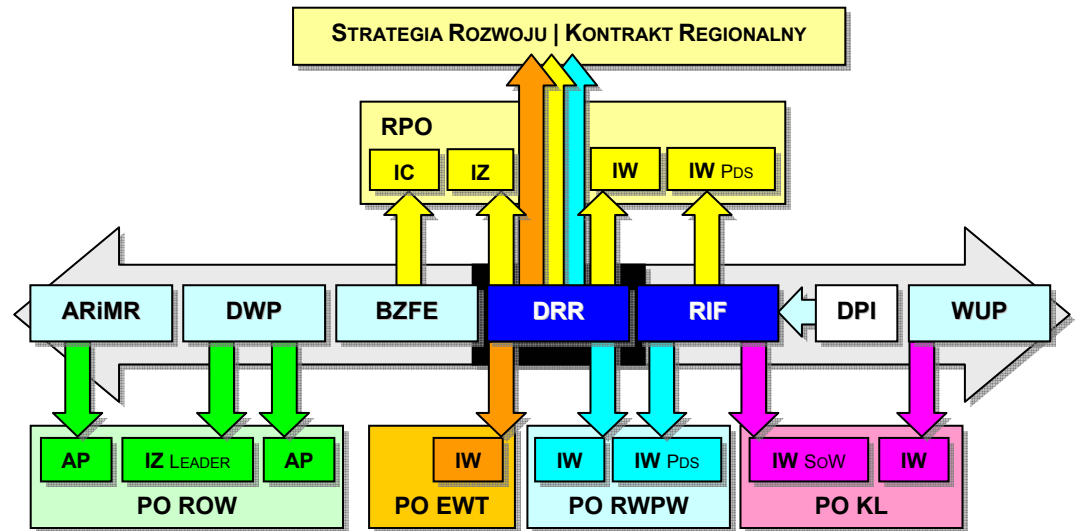 STRATEGIA ROZWOJU | KONTRAKT REGIONALNY
RPO
IC IZ IW IW PDS
ARiMR DWP BZFE DRR RIF DPI WUP
AP IZ LEADER AP IW IW IW PDS IW SOW IW
PO ROW PO EWT PO RWPW PO KL